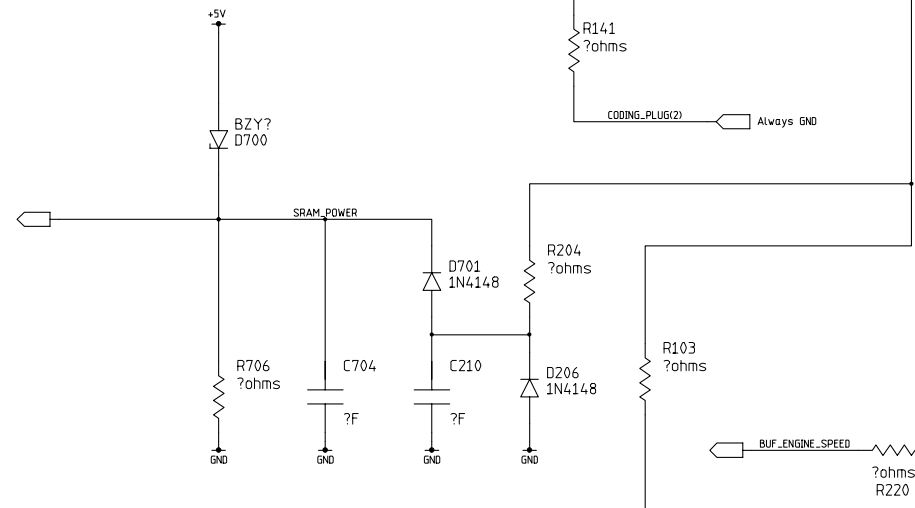 +5V
R141
?ohms
CODING_PLUG(2)
Always GND
BZY?
D700
SRAM_POWER
R204
?ohms
D701
1N4148
R103
?ohms
R706
?ohms
C704
C210
D206
1N4148
?F
?F
BUF_ENGINE_SPEED
GND
GND
GND
GND
?ohms
R220